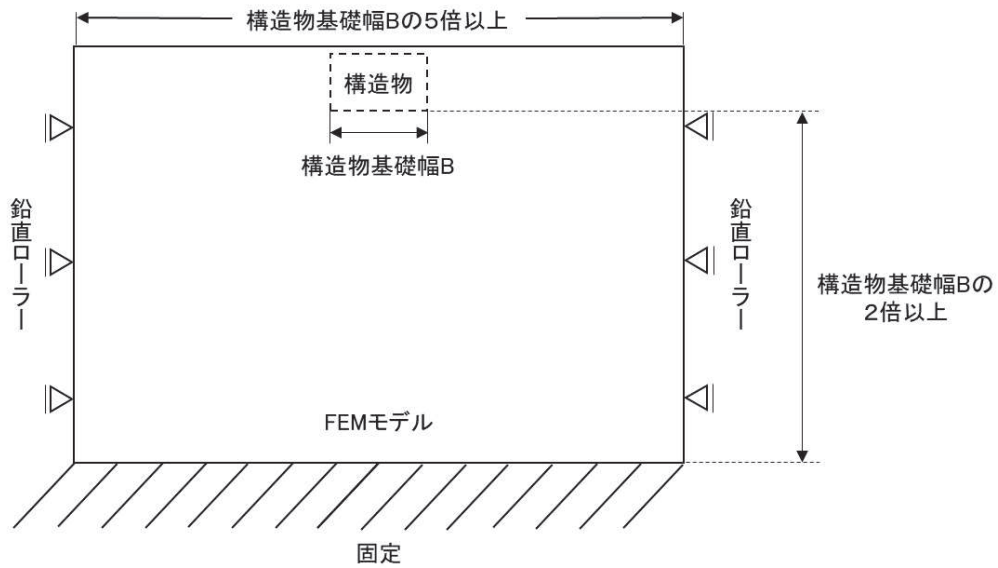 構造物基礎幅Bの5倍以上
構造物
構造物基礎幅B
鉛直ローラー
鉛直ローラー
構造物基礎幅Bの
2倍以上
FEMモデル
固定